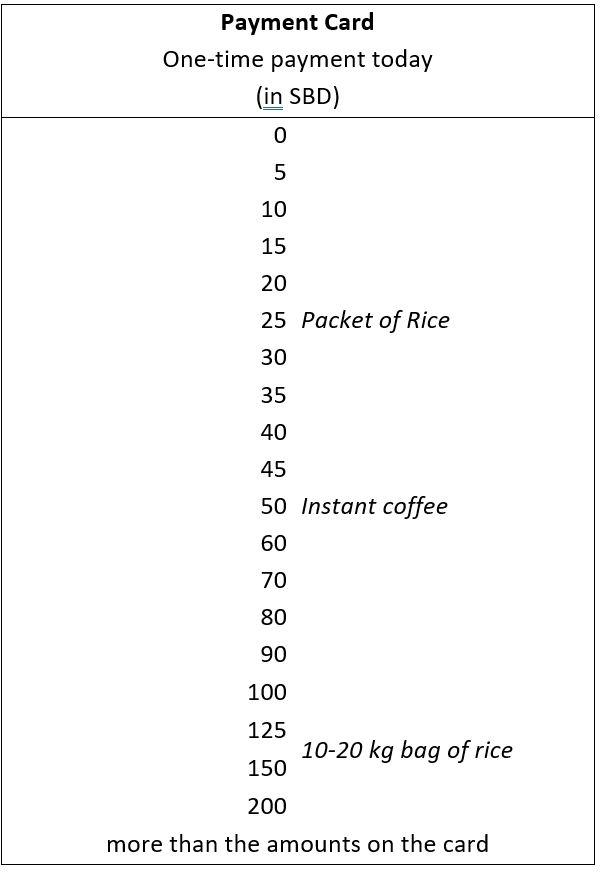 Payment Card
One-time payment today
(in SBD)
0
5
10
15
20
25 Packet of Rice
30
35
40
45
50 Instant coffee
60
70
80
90
100
125
10-20 kg bag of rice
150
200
more than the amounts on the card